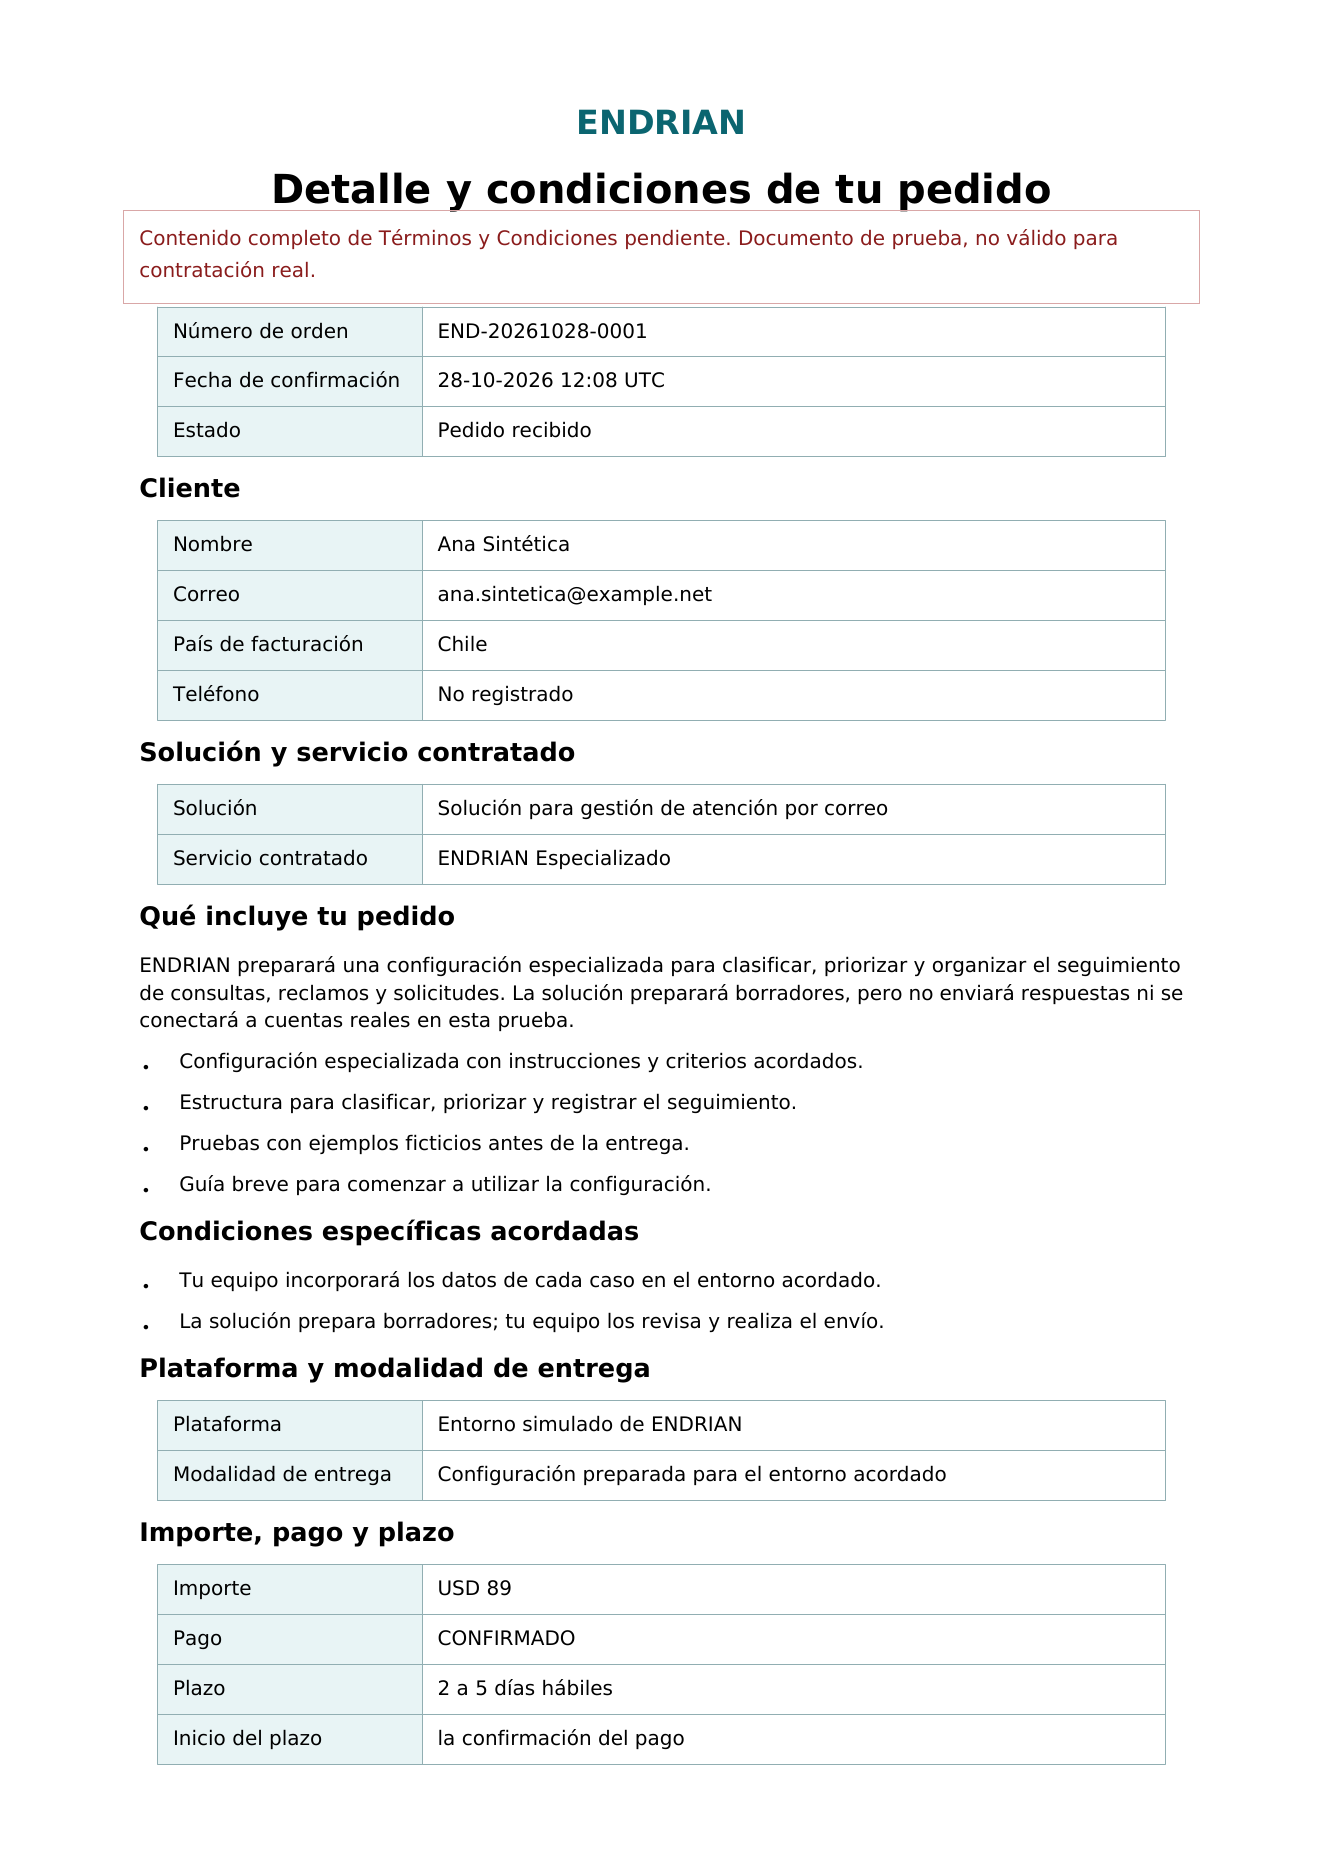 ENDRIAN
Detalle y condiciones de tu pedido
Contenido completo de Términos y Condiciones pendiente. Documento de prueba, no válido para
contratación real.
Número de orden END-20261028-0001
Fecha de confirmación 28-10-2026 12:08 UTC
Estado Pedido recibido
Cliente
Nombre Ana Sintética
Correo ana.sintetica@example.net
País de facturación Chile
Teléfono No registrado
Solución y servicio contratado
Solución Solución para gestión de atención por correo
Servicio contratado ENDRIAN Especializado
Qué incluye tu pedido
ENDRIAN preparará una configuración especializada para clasificar, priorizar y organizar el seguimiento
de consultas, reclamos y solicitudes. La solución preparará borradores, pero no enviará respuestas ni se
conectará a cuentas reales en esta prueba.
• Configuración especializada con instrucciones y criterios acordados.
• Estructura para clasificar, priorizar y registrar el seguimiento.
• Pruebas con ejemplos ficticios antes de la entrega.
• Guía breve para comenzar a utilizar la configuración.
Condiciones específicas acordadas
• Tu equipo incorporará los datos de cada caso en el entorno acordado.
• La solución prepara borradores; tu equipo los revisa y realiza el envío.
Plataforma y modalidad de entrega
Plataforma Entorno simulado de ENDRIAN
Modalidad de entrega Configuración preparada para el entorno acordado
Importe, pago y plazo
Importe USD 89
Pago CONFIRMADO
Plazo 2 a 5 días hábiles
Inicio del plazo la confirmación del pago